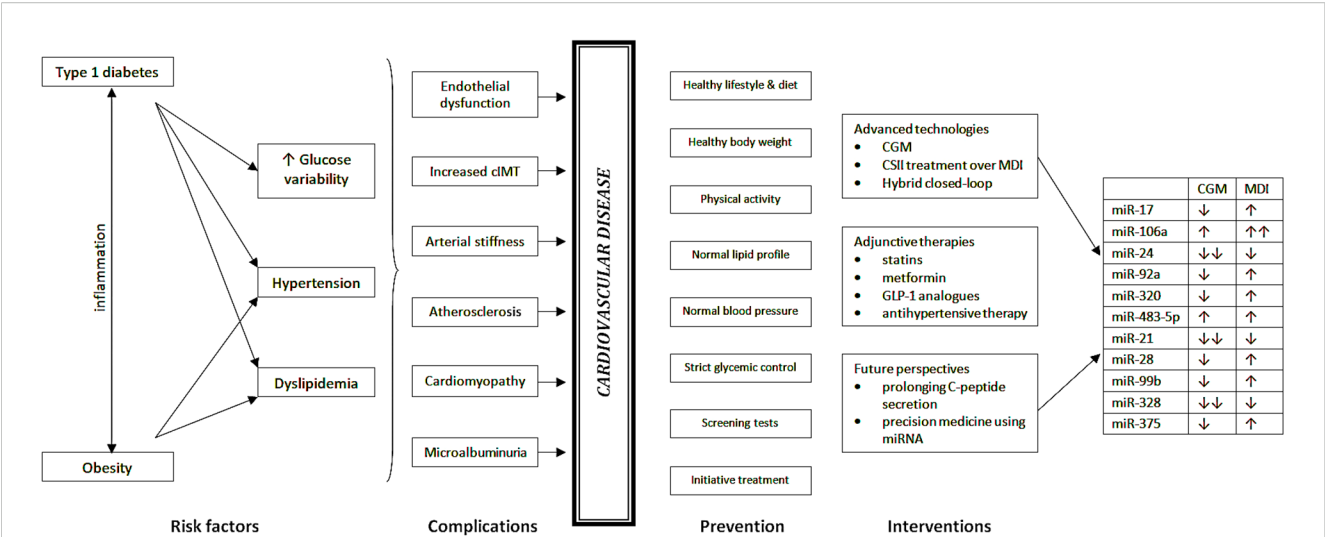 Type 1 diabetes
inflammation
Obesity
↑ Glucose
variability
Hypertension
Dyslipidemia
Risk factors
Endothelial
dysfunction
Increased cIMT
Arterial stiffness
Atherosclerosis
Cardiomyopathy
Microalbuminuria
Complications
CARDIOVASCULAR DISEASE
Healthy lifestyle & diet
Healthy body weight
Physical activity
Normal lipid profile
Normal blood pressure
Strict glycemic control
Screening tests
Initiative treatment
Prevention
Advanced technologies
• CGM
• CSII treatment over MDI
• Hybrid closed-loop
Adjunctive therapies
• statins
• metformin
• GLP-1 analogues
• antihypertensive therapy
Future perspectives
• prolonging C-peptide
secretion
• precision medicine using
miRNA
Interventions
CGM MDI
miR-17 ↓ ↑
miR-106a ↑ ↑↑
miR-24 ↓↓ ↓
miR-92a ↓ ↑
miR-320 ↓ ↑
miR-483-5p ↑ ↑
miR-21 ↓↓ ↓
miR-28 ↓ ↑
miR-99b ↓ ↑
miR-328 ↓↓ ↓
miR-375 ↓ ↑